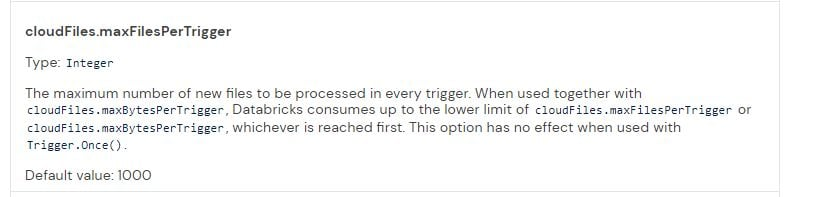 cloudFiles.maxFilesPerTrigger
Type: Integer
The maximum number of new files to be processed in every trigger. When used together with
cloudFiles.maxBytesPerTrigger, Databricks consumes up to the lower limit of cloudFiles.maxFilesPerTrigger or
cloudFiles.maxBytesPerTrigger, whichever is reached first. This option has no effect when used with
Trigger.Once().
Default value: 1000